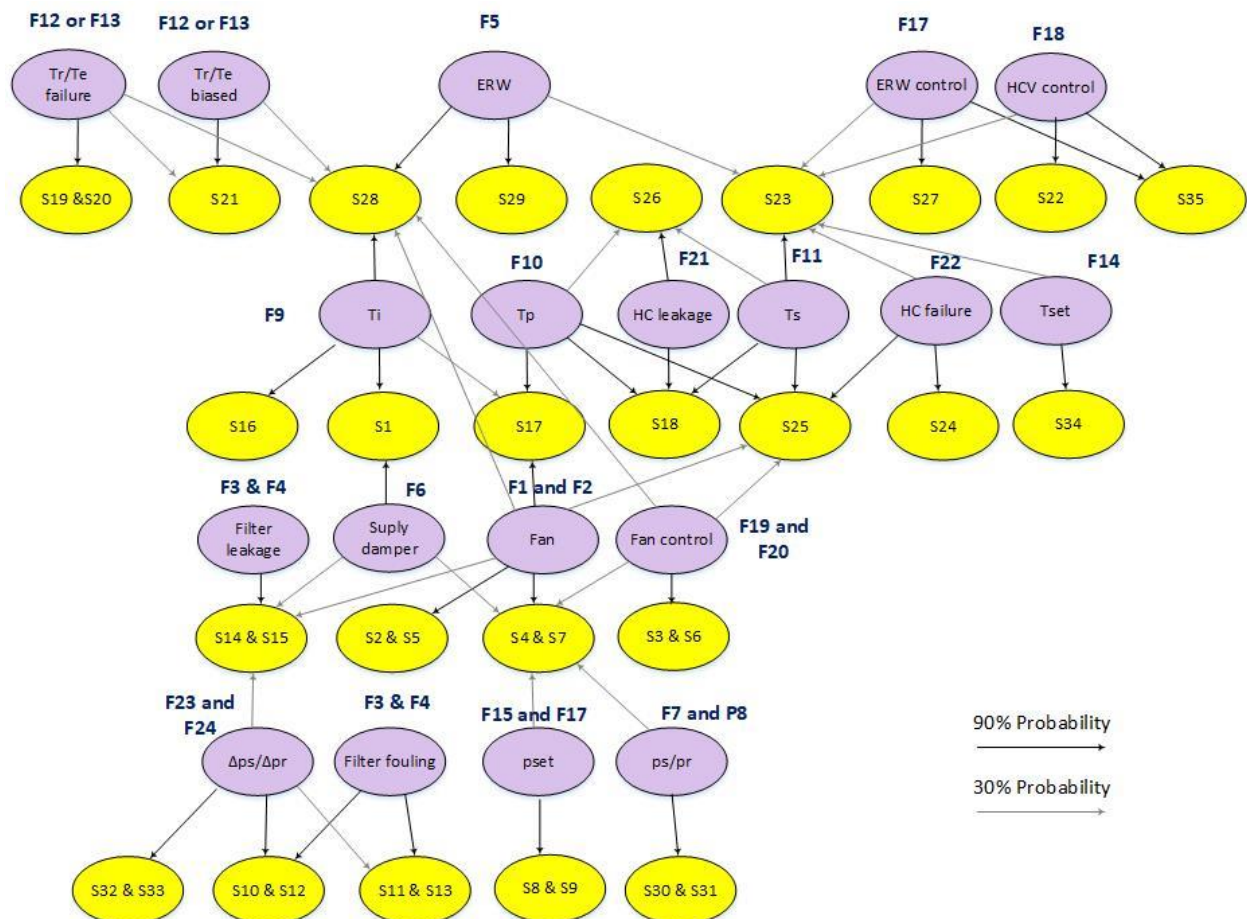 F12 or F13
F12 or F13
F5
F17
F18
Tr/Te
failure
Tr/Te
biased
ERW
ERW control
HCV control
S19 &S20
S21
S28
S29
S26
S23
S27
S22
S35
F9
F10
F21
F11
F22
F14
Ti
Tp
HC leakage
Ts
HC failure
Tset
S16
S1
S17
S18
S25
S24
S34
F3 & F4
F6
F1 and F2
F19 and
F20
Filter
leakage
Suply
damper
Fan
Fan control
S14 & S15
S2 & S5
S4 & S7
S3 & S6
F23 and
F24
F3 & F4
F15 and F17
F7 and P8
Δps/Δpr
Filter fouling
pset
ps/pr
90% Probability
30% Probability
S32 & S33
S10 & S12
S11 & S13
S8 & S9
S30 & S31